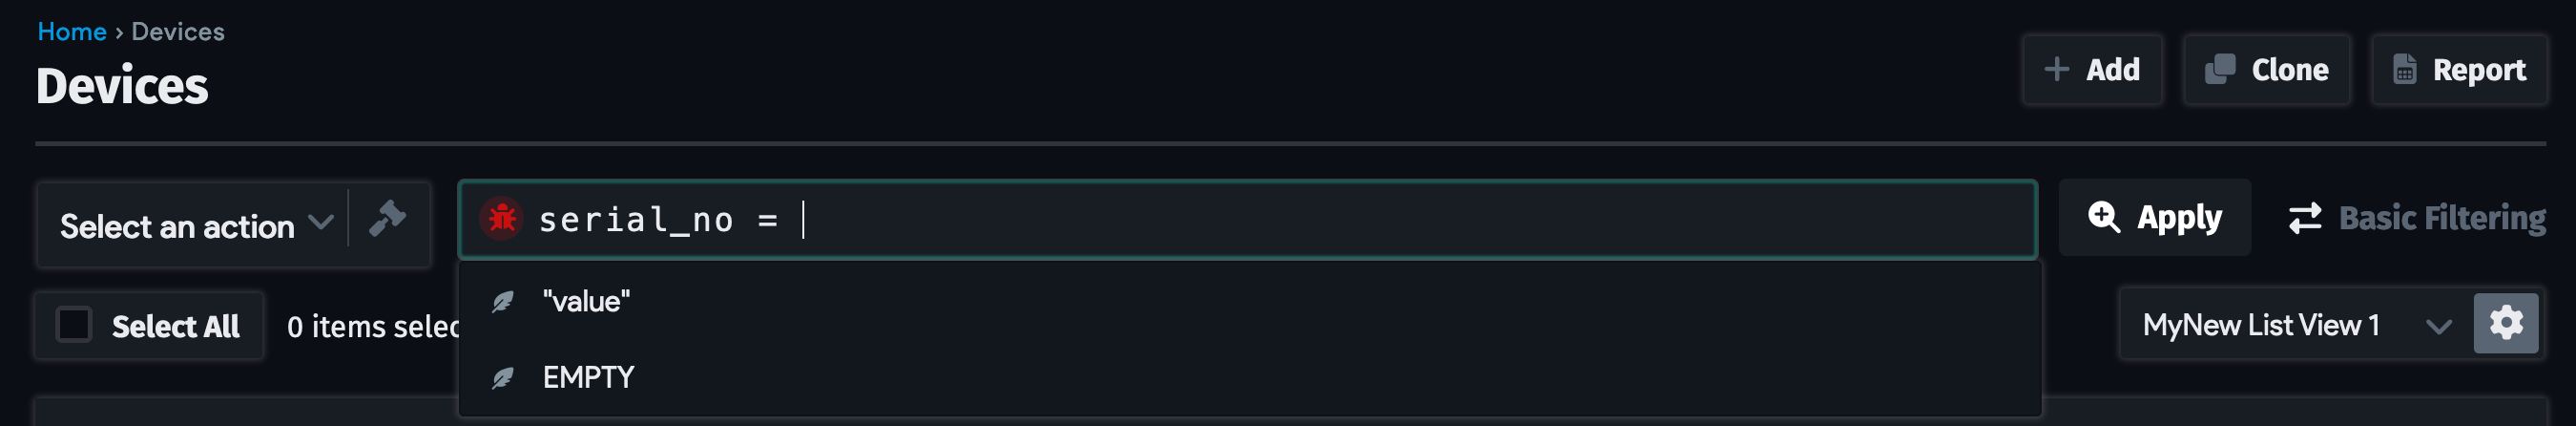 Home › Devices
Devices
Add
Clone
Report
Select an action
serial_no =
Apply
Basic Filtering
"value"
EMPTY
Select All
0 items selec
MyNew List View 1